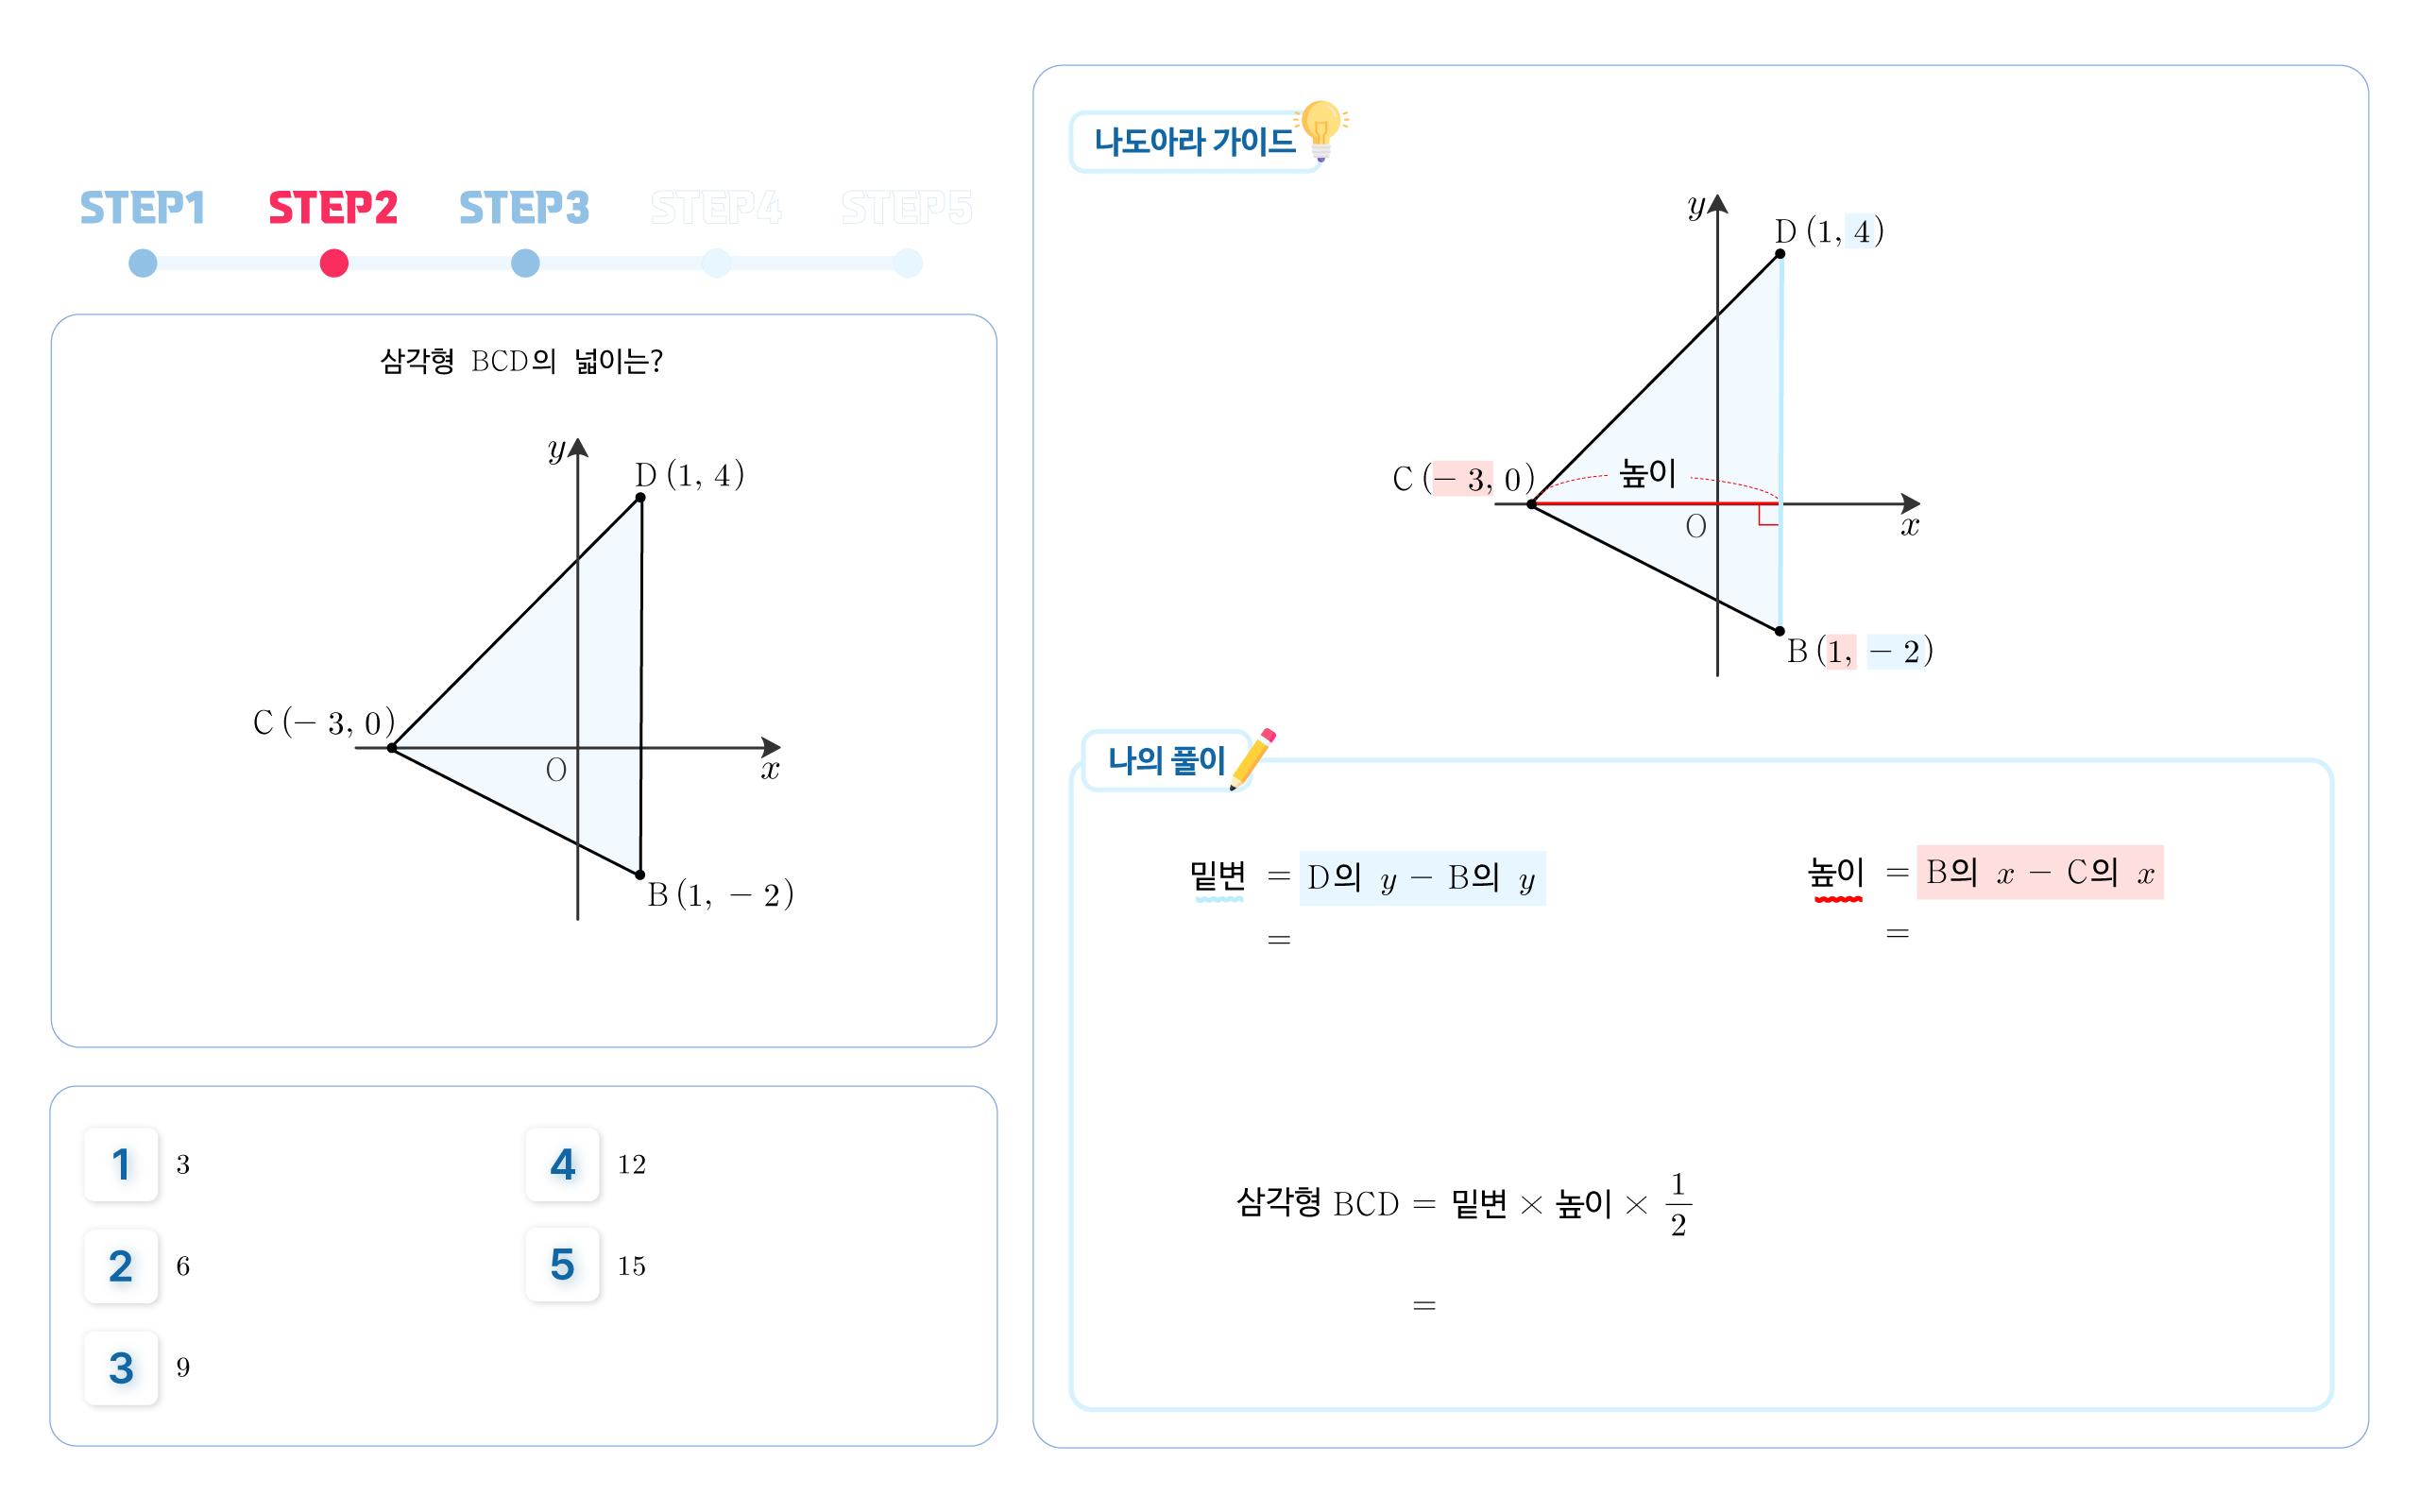 STEP1 STEP2 STEP3 STEP4 STEP5
삼각형 BCD의 넓이는?
y
D (1, 4)
C (− 3, 0)
O
x
B (1, − 2)
1 3
2 6
3 9
4 12
5 15
나도아라 가이드
y
D (1, 4)
C (− 3, 0)
높이
O
x
B (1, − 2)
나의 풀이
밑변 = D의 y − B의 y
=
높이 = B의 x − C의 x
=
삼각형 BCD = 밑변 × 높이 × 1/2
=